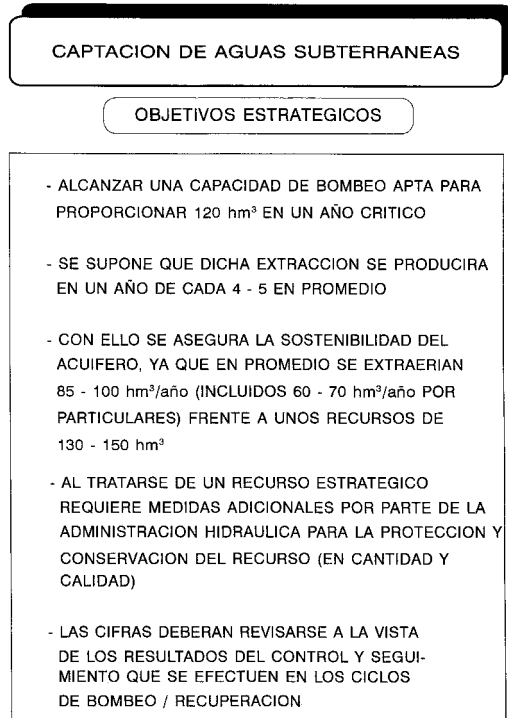 CAPTACION DE AGUAS SUBTERRANEAS
OBJETIVOS ESTRATEGICOS
- ALCANZAR UNA CAPACIDAD DE BOMBEO APTA PARA
PROPORCIONAR 120 hm³ EN UN AÑO CRITICO
- SE SUPONE QUE DICHA EXTRACCION SE PRODUCIRA
EN UN AÑO DE CADA 4 - 5 EN PROMEDIO
- CON ELLO SE ASEGURA LA SOSTENIBILIDAD DEL
ACUIFERO, YA QUE EN PROMEDIO SE EXTRAERIAN
85 - 100 hm³/año (INCLUIDOS 60 - 70 hm³/año POR
PARTICULARES) FRENTE A UNOS RECURSOS DE
130 - 150 hm³
- AL TRATARSE DE UN RECURSO ESTRATEGICO
REQUIERE MEDIDAS ADICIONALES POR PARTE DE LA
ADMINISTRACION HIDRAULICA PARA LA PROTECCION Y
CONSERVACION DEL RECURSO (EN CANTIDAD Y
CALIDAD)
- LAS CIFRAS DEBERAN REVISARSE A LA VISTA
DE LOS RESULTADOS DEL CONTROL Y SEGUI-
MIENTO QUE SE EFECTUEN EN LOS CICLOS
DE BOMBEO / RECUPERACION